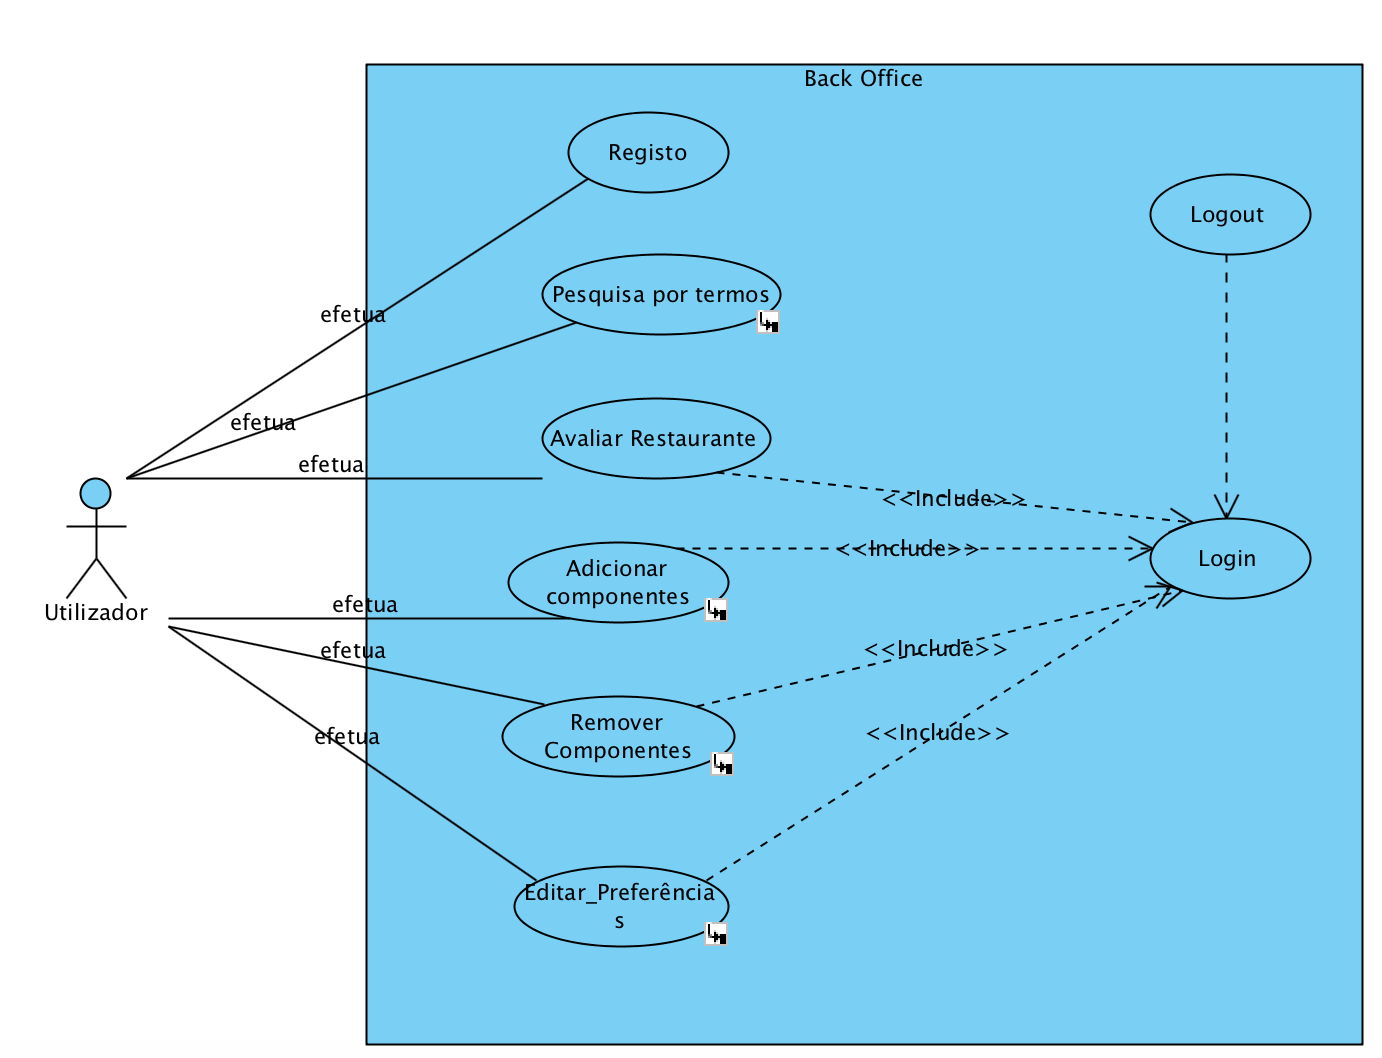 Back Office
Registo
Logout
Pesquisa por termos
efetua
efetua
Avaliar Restaurante
efetua
<<Include>>
<<Include>>
Login
Adicionar
componentes
efetua
Utilizador
efetua
<<Include>>
Remover
Componentes
efetua
<<Include>>
Editar_Preferência
s